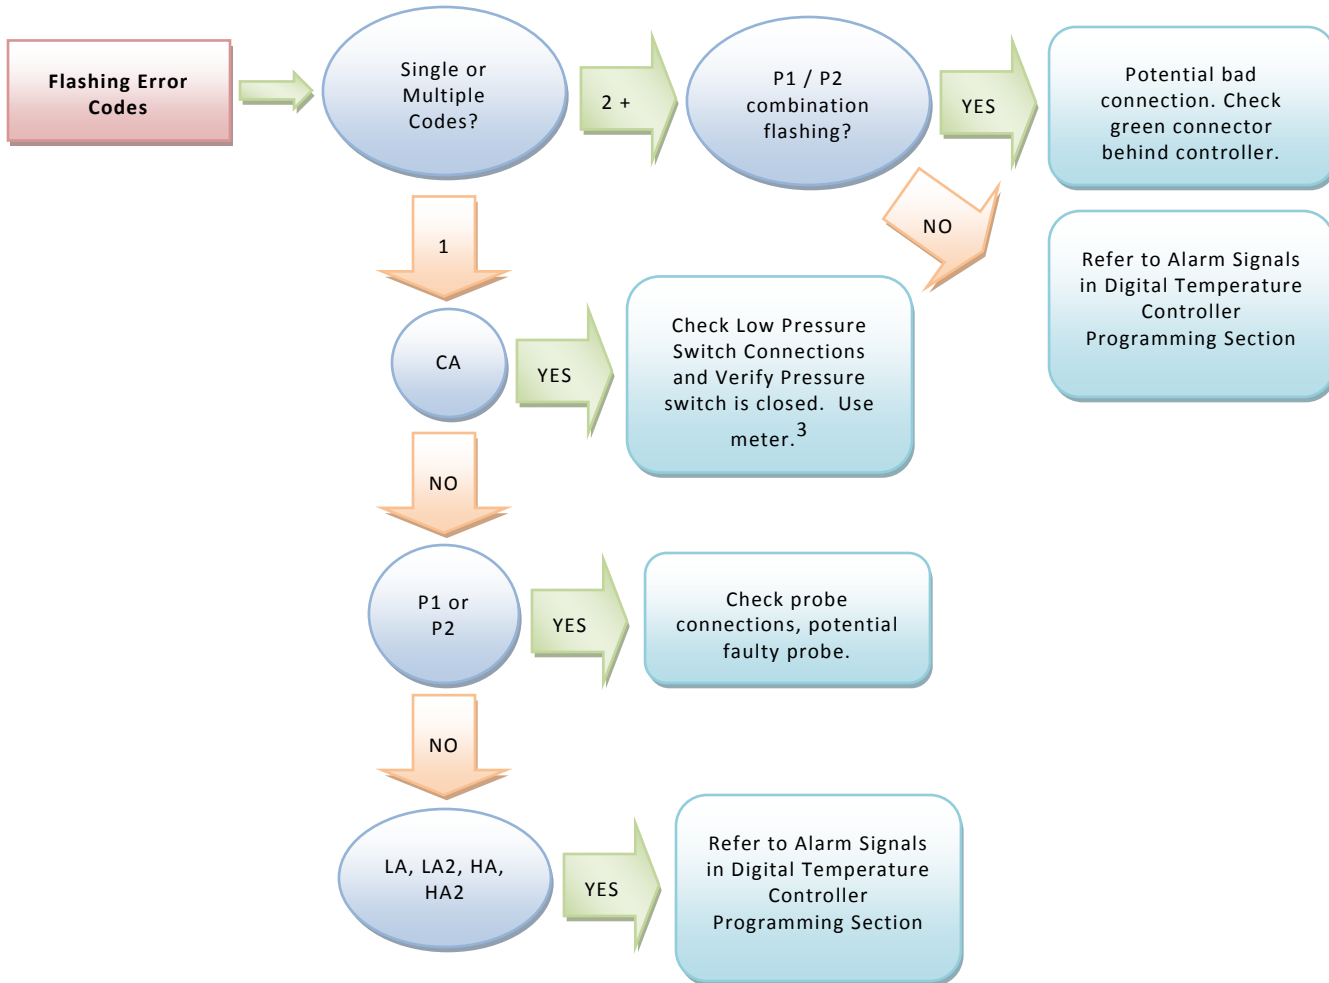 Flashing Error
Codes
Single or
Multiple
Codes?
2 +
P1 / P2
combination
flashing?
YES
Potential bad
connection. Check
green connector
behind controller.
NO
Refer to Alarm Signals
in Digital Temperature
Controller
Programming Section
1
CA
YES
Check Low Pressure
Switch Connections
and Verify Pressure
switch is closed.  Use
meter.3
NO
P1 or
P2
YES
Check probe
connections, potential
faulty probe.
NO
LA, LA2, HA,
HA2
YES
Refer to Alarm Signals
in Digital Temperature
Controller
Programming Section